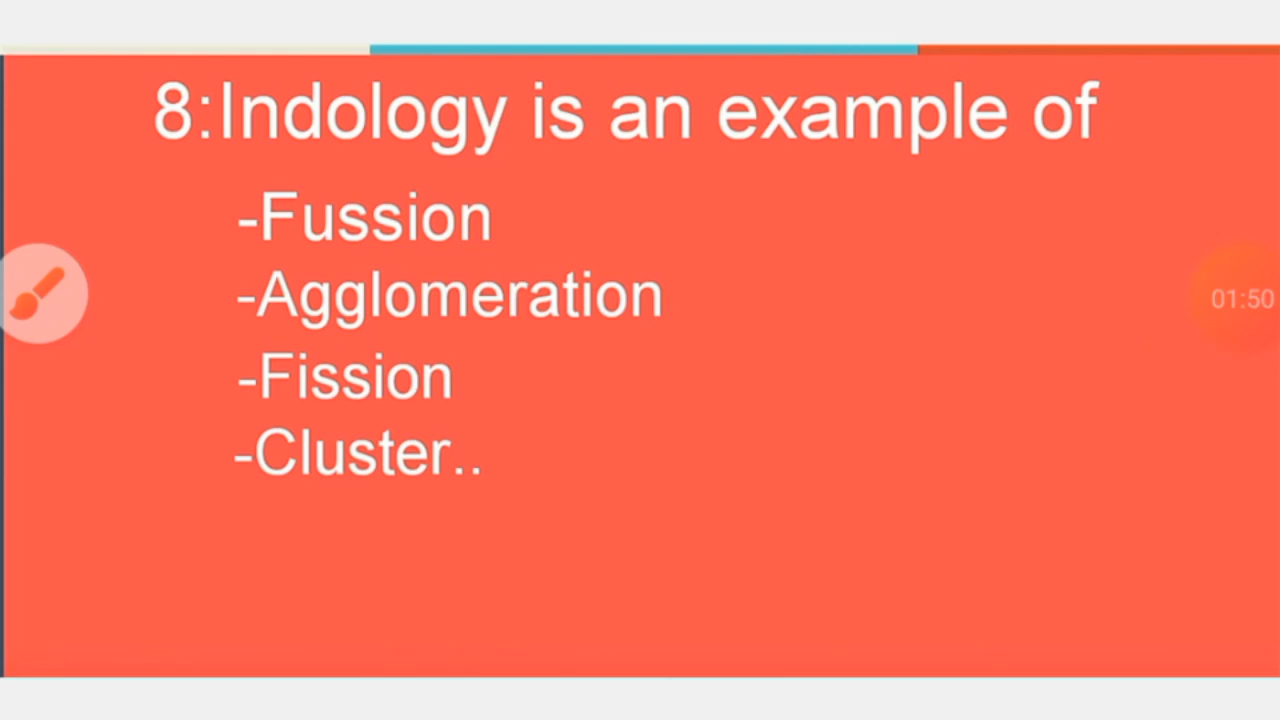 8:Indology is an example of
-Fussion
-Agglomeration
01:50
-Fission
-Cluster..